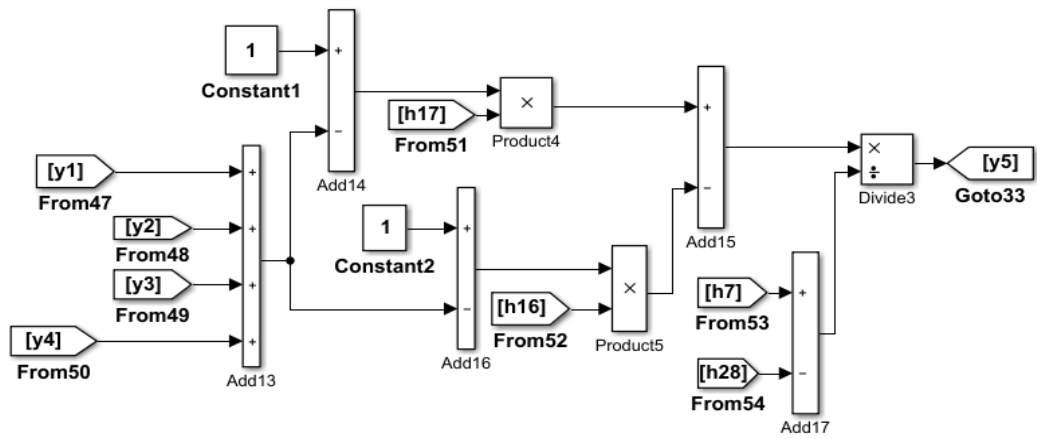 1
Constant1
+
−
Add14
[h17]
From51
×
Product4
[y1]
From47
[y2]
From48
[y3]
From49
[y4]
From50
+
+
+
+
Add13
1
Constant2
+
−
Add16
[h16]
From52
×
Product5
+
−
Add15
×
÷
Divide3
[y5]
Goto33
[h7]
From53
[h28]
From54
+
−
Add17